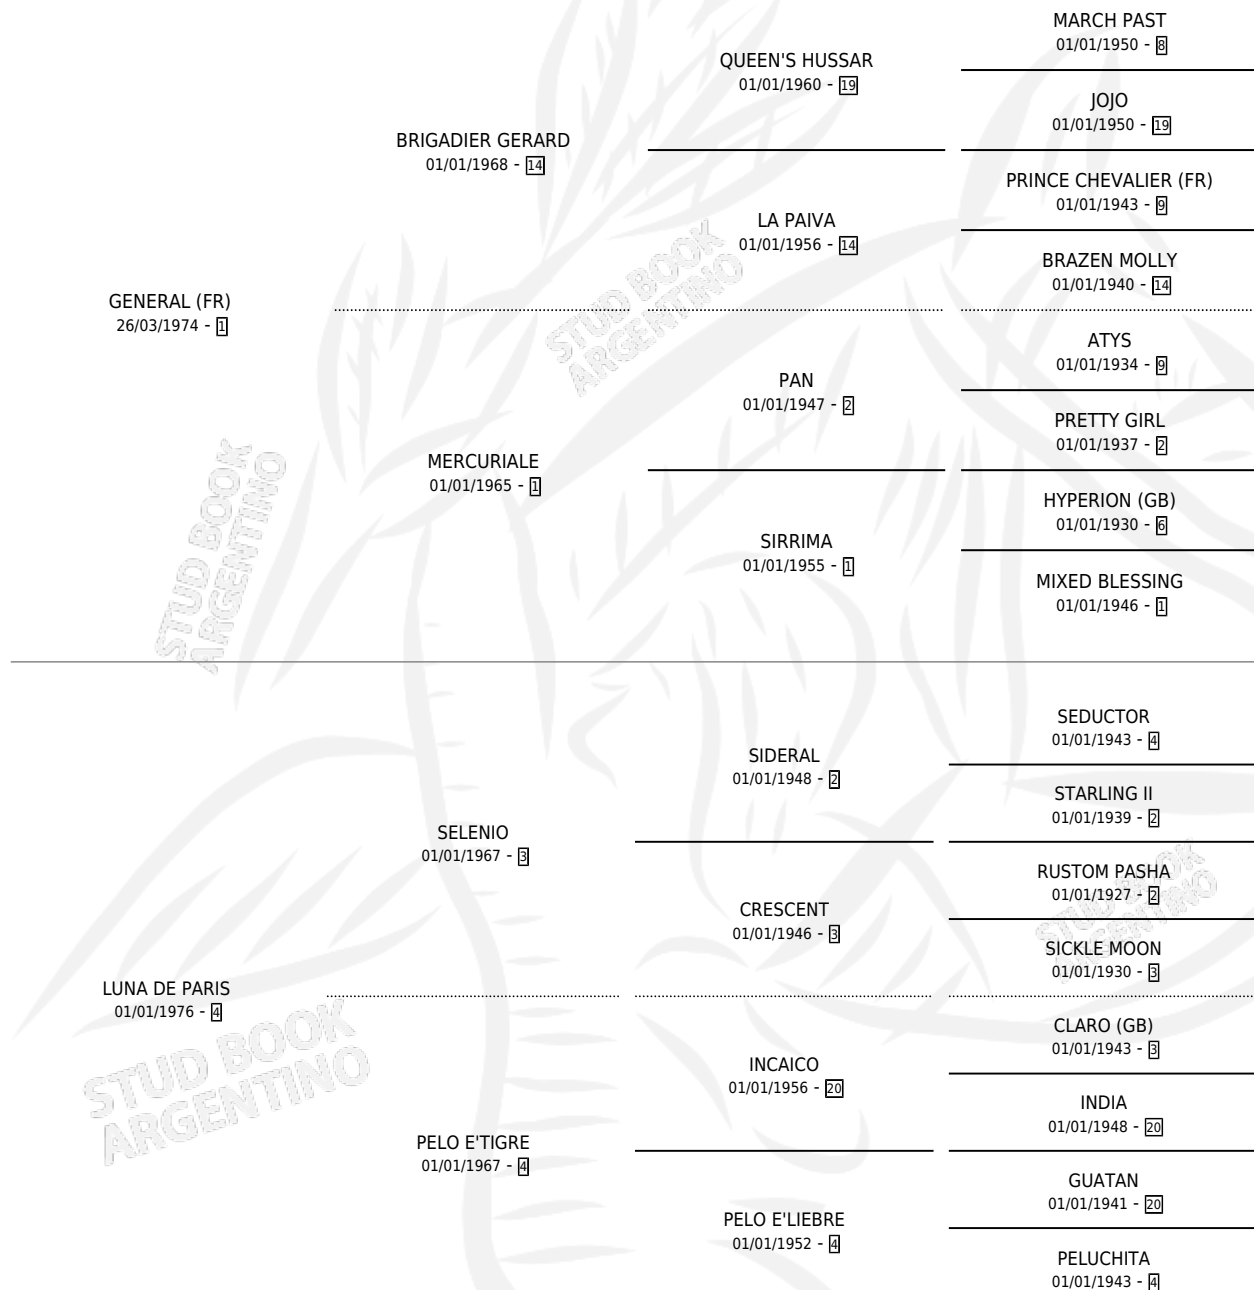 MARCH PAST
01/01/1950 - 8
QUEEN'S HUSSAR
01/01/1960 - 19
JOJO
01/01/1950 - 19
BRIGADIER GERARD
01/01/1968 - 14
PRINCE CHEVALIER (FR)
01/01/1943 - 9
LA PAIVA
01/01/1956 - 14
BRAZEN MOLLY
01/01/1940 - 14
GENERAL (FR)
26/03/1974 - 1
STUD BOOK
ARGENTINO
ATYS
01/01/1934 - 9
PAN
01/01/1947 - 2
PRETTY GIRL
01/01/1937 - 2
MERCURIALE
01/01/1965 - 1
HYPERION (GB)
01/01/1930 - 6
SIRRIMA
01/01/1955 - 1
MIXED BLESSING
01/01/1946 - 1
STUD BOOK
ARGENTINO
SEDUCTOR
01/01/1943 - 4
SIDERAL
01/01/1948 - 2
STARLING II
01/01/1939 - 2
SELENIO
01/01/1967 - 3
RUSTOM PASHA
01/01/1927 - 2
CRESCENT
01/01/1946 - 3
SICKLE MOON
01/01/1930 - 3
STUD BOOK
ARGENTINO
LUNA DE PARIS
01/01/1976 - 4
STUD BOOK
ARGENTINO
CLARO (GB)
01/01/1943 - 3
INCAICO
01/01/1956 - 20
INDIA
01/01/1948 - 20
PELO E'TIGRE
01/01/1967 - 4
GUATAN
01/01/1941 - 20
PELO E'LIEBRE
01/01/1952 - 4
PELUCHITA
01/01/1943 - 4